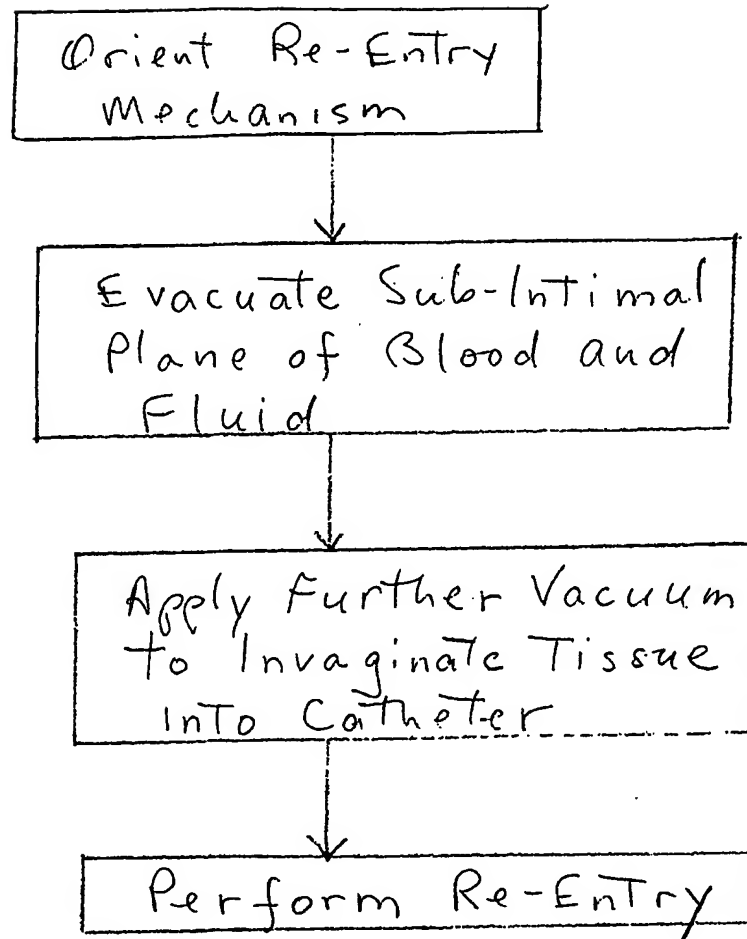 Orient Re-Entry
Mechanism
Evacuate Sub-Intimal
Plane of Blood and
Fluid
Apply Further Vacuum
to Invaginate Tissue
Into Catheter
Perform Re-Entry